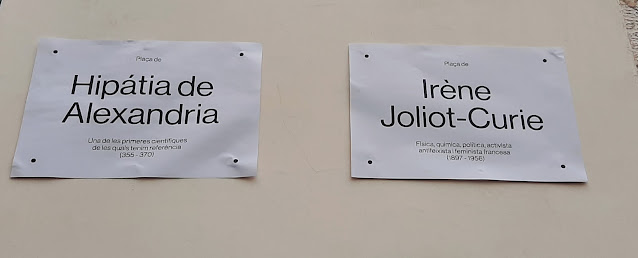 Plaça de
Hipátia de
Alexandria
Una de les primeres científiques
de les quals tenim referència
(355 - 370)
Plaça de
Irène
Joliot-Curie
Física, química, política, activista
antifeixista i feminista francesa
(1897 - 1956)